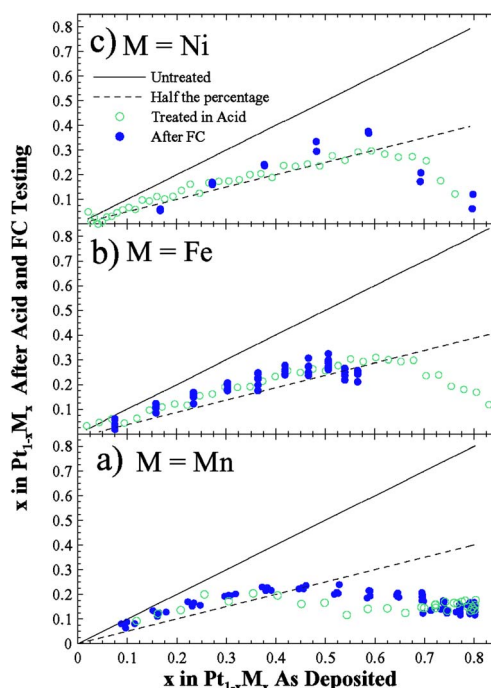 x in Pt1-xMx After Acid and FC Testing
0.8
0.7
0.6
0.5
0.4
0.3
0.2
0.1
c) M = Ni
Untreated
Half the percentage
Treated in Acid
After FC
0.8
0.7
0.6
0.5
0.4
0.3
0.2
0.1
b) M = Fe
0.8
0.7
0.6
0.5
0.4
0.3
0.2
0.1
0
a) M = Mn
0 0.1 0.2 0.3 0.4 0.5 0.6 0.7 0.8
x in Pt1-xMx As Deposited